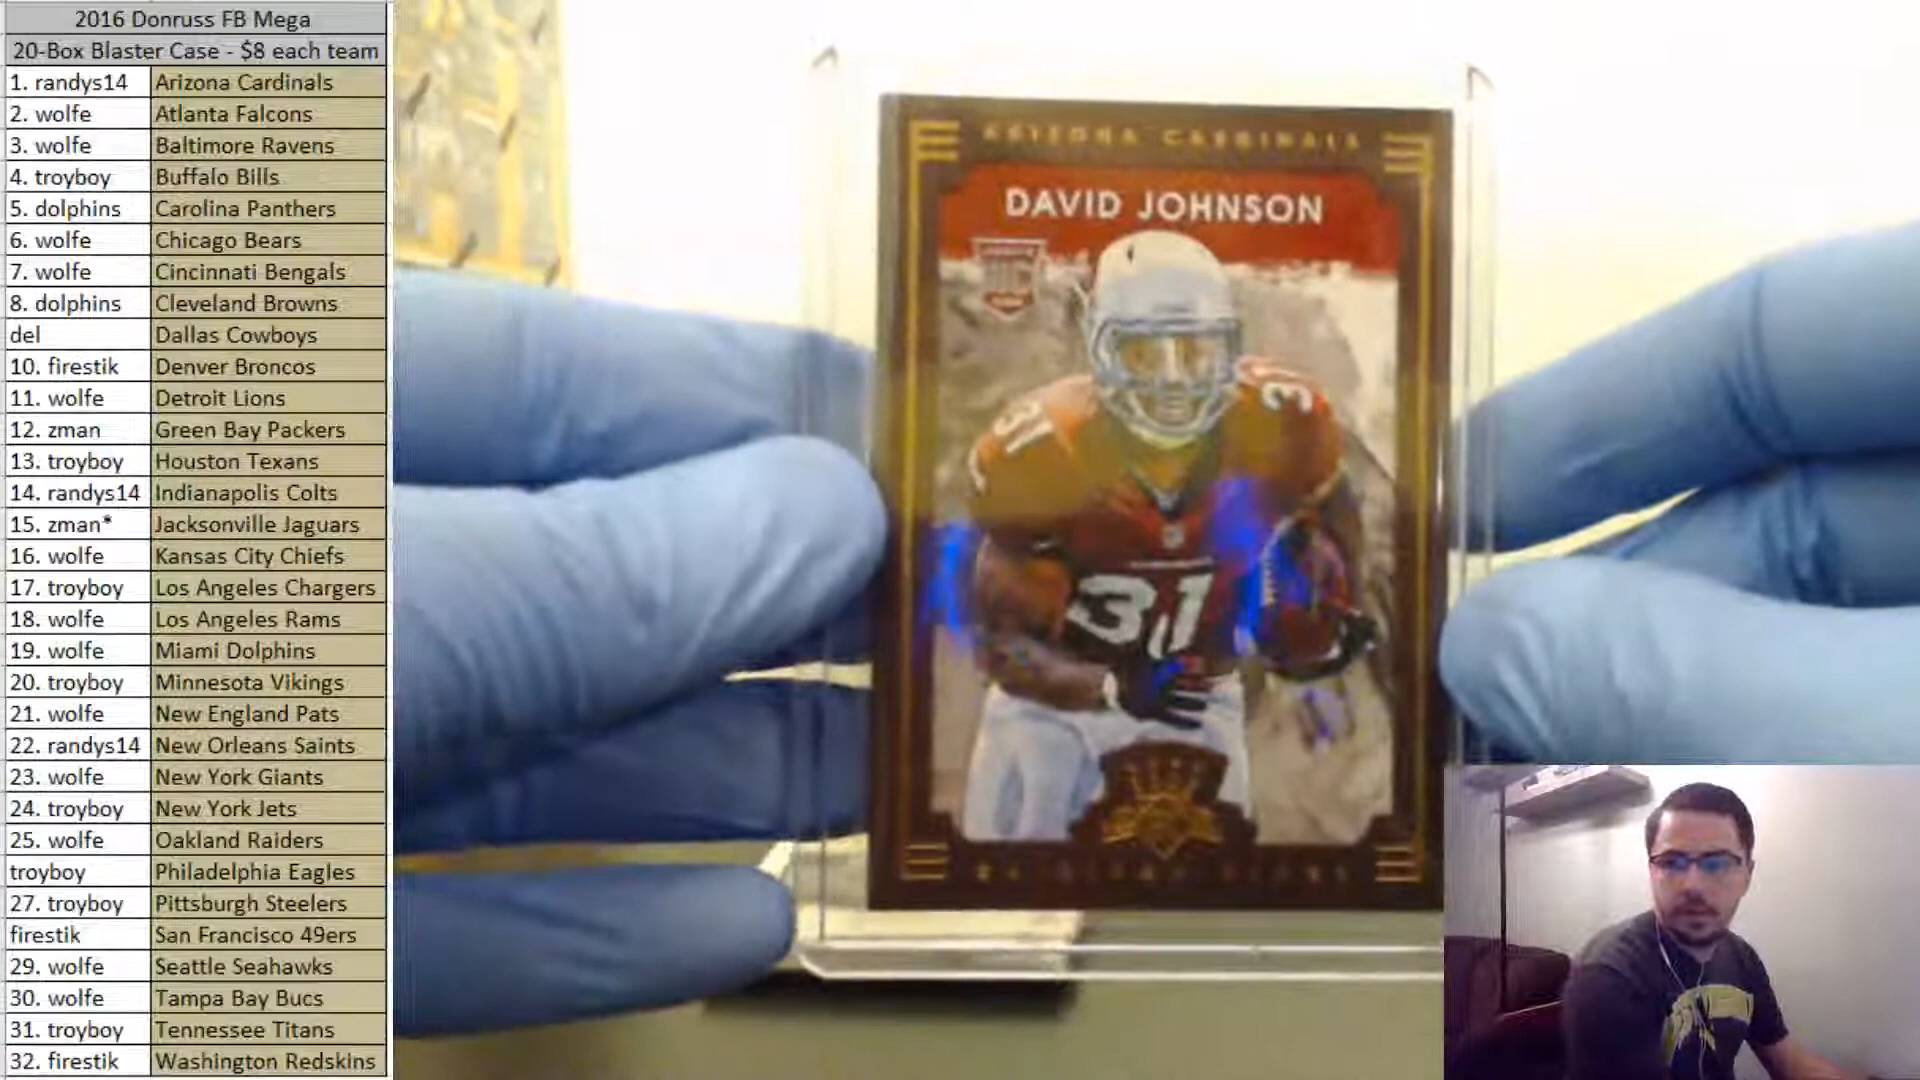 2016 Donruss FB Mega
20-Box Blaster Case - $8 each team
1. randys14 Arizona Cardinals
2. wolfe Atlanta Falcons
3. wolfe Baltimore Ravens
4. troyboy Buffalo Bills
5. dolphins Carolina Panthers
6. wolfe Chicago Bears
7. wolfe Cincinnati Bengals
8. dolphins Cleveland Browns
del Dallas Cowboys
10. firestik Denver Broncos
11. wolfe Detroit Lions
12. zman Green Bay Packers
13. troyboy Houston Texans
14. randys14 Indianapolis Colts
15. zman* Jacksonville Jaguars
16. wolfe Kansas City Chiefs
17. troyboy Los Angeles Chargers
18. wolfe Los Angeles Rams
19. wolfe Miami Dolphins
20. troyboy Minnesota Vikings
21. wolfe New England Pats
22. randys14 New Orleans Saints
23. wolfe New York Giants
24. troyboy New York Jets
25. wolfe Oakland Raiders
troyboy Philadelphia Eagles
27. troyboy Pittsburgh Steelers
firestik San Francisco 49ers
29. wolfe Seattle Seahawks
30. wolfe Tampa Bay Bucs
31. troyboy Tennessee Titans
32. firestik Washington Redskins
ARIZONA CARDINALS
DAVID JOHNSON
31
31
31